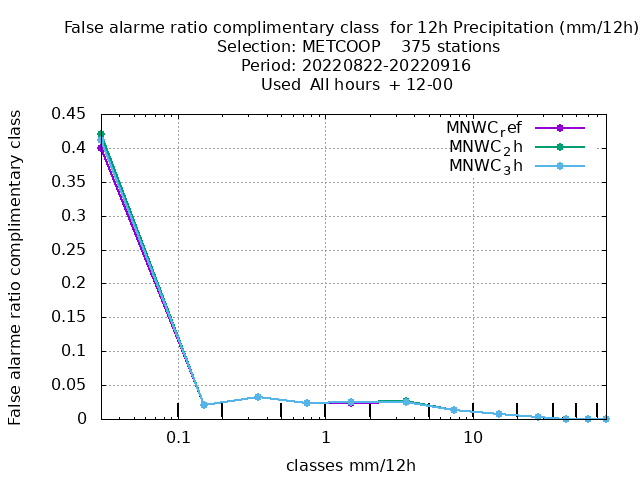 False alarme ratio complimentary class  for 12h Precipitation (mm/12h)
Selection: METCOOP    375 stations
Period: 20220822-20220916
Used  All hours  + 12-00
False alarme ratio complimentary class
0.45
0.4
0.35
0.3
0.25
0.2
0.15
0.1
0.05
0
MNWC_ref
MNWC_2h
MNWC_3h
0.1
1
10
classes mm/12h